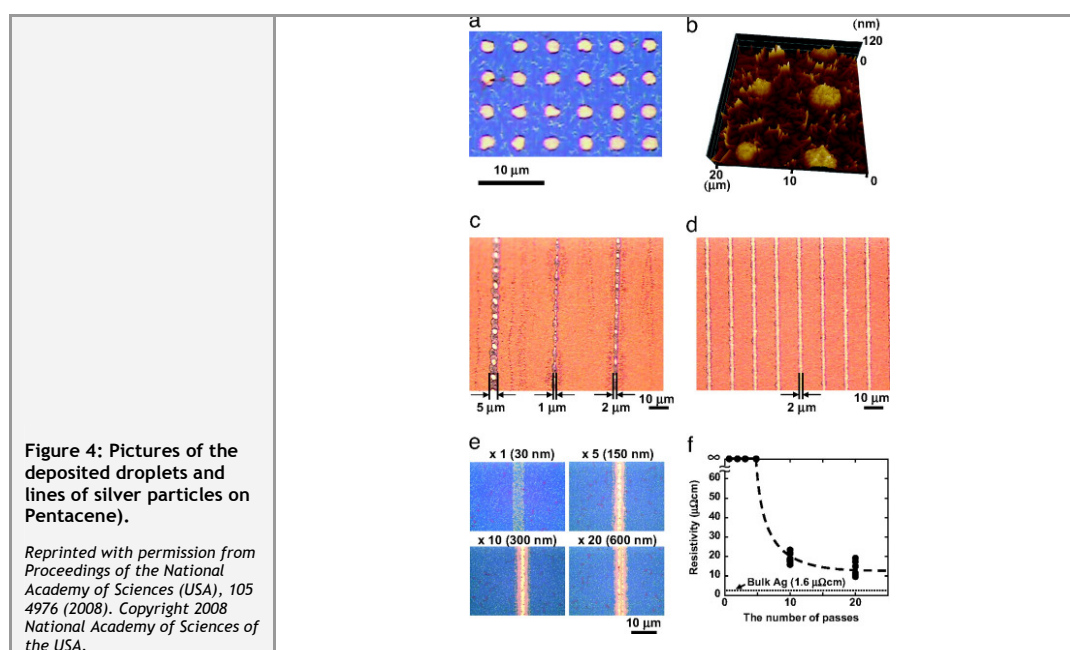 Figure 4: Pictures of the
deposited droplets and
lines of silver particles on
Pentacene).
Reprinted with permission from
Proceedings of the National
Academy of Sciences (USA), 105
4976 (2008). Copyright 2008
National Academy of Sciences of
the USA.
a
10 µm
b
(nm)
120
0
20
(µm)
10
0
c
5 µm
1 µm
2 µm
10 µm
d
2 µm
10 µm
e
x 1 (30 nm)
x 5 (150 nm)
x 10 (300 nm)
x 20 (600 nm)
10 µm
f
∞
60
50
40
30
20
10
0
Resistivity (µΩcm)
Bulk Ag (1.6 µΩcm)
10
20
The number of passes